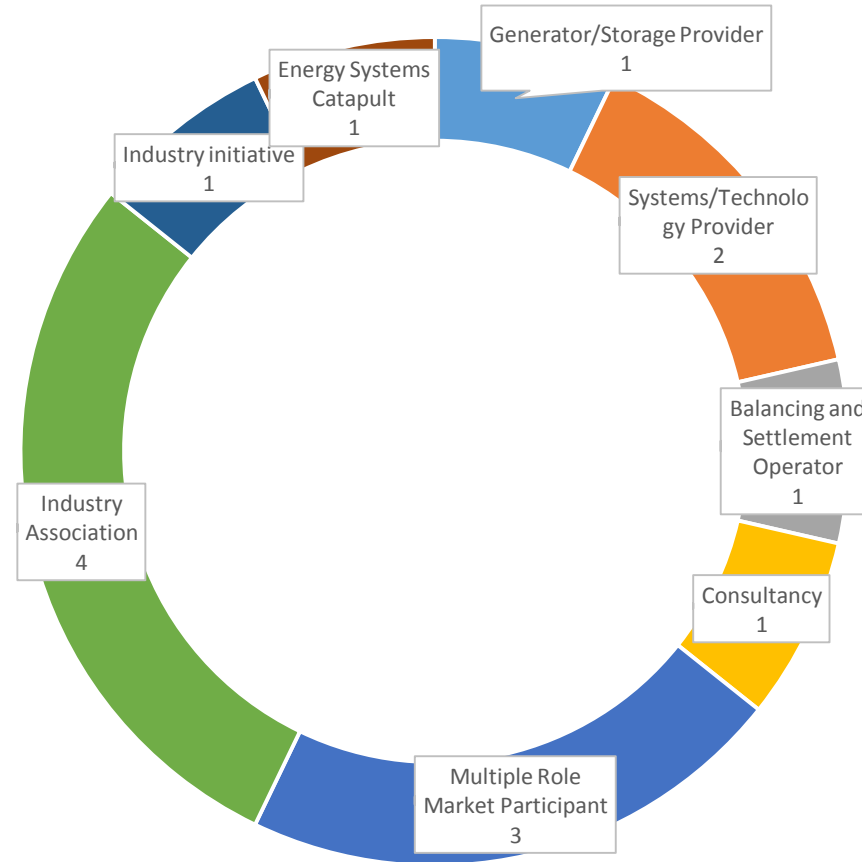 Generator/Storage Provider
1
Energy Systems
Catapult
1
Industry initiative
1
Systems/Technolo
gy Provider
2
Balancing and
Settlement
Operator
1
Industry
Association
4
Consultancy
1
Multiple Role
Market Participant
3